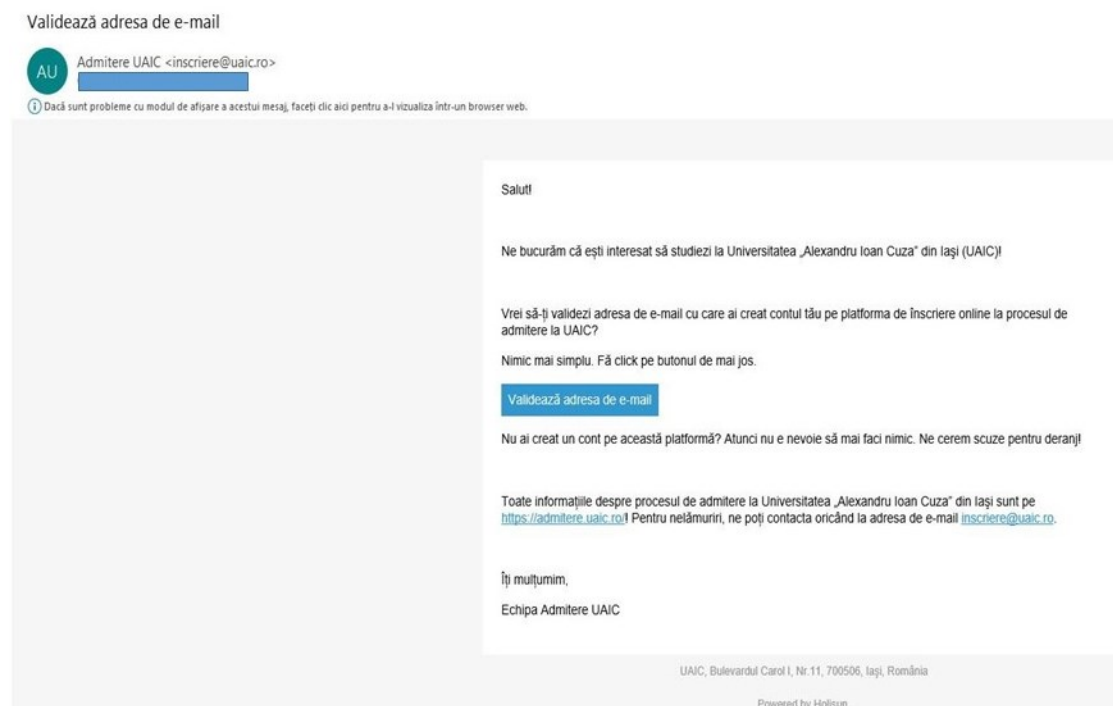 Validează adresa de e-mail
AU
Admitere UAIC <inscriere@uaic.ro>
Dacă sunt probleme cu modul de afișare a acestui mesaj, faceți clic aici pentru a-l vizualiza într-un browser web.
Salut!
Ne bucurăm că ești interesat să studiezi la Universitatea „Alexandru Ioan Cuza” din Iaşi (UAIC)!
Vrei să-ți validezi adresa de e-mail cu care ai creat contul tău pe platforma de înscriere online la procesul de
admitere la UAIC?
Nimic mai simplu. Fă click pe butonul de mai jos.
Validează adresa de e-mail
Nu ai creat un cont pe această platformă? Atunci nu e nevoie să mai faci nimic. Ne cerem scuze pentru deranj!
Toate informațiile despre procesul de admitere la Universitatea „Alexandru Ioan Cuza” din Iași sunt pe
https://admitere.uaic.ro/! Pentru nelămuriri, ne poți contacta oricând la adresa de e-mail inscriere@uaic.ro.
Îți mulțumim,
Echipa Admitere UAIC
UAIC, Bulevardul Carol I, Nr.11, 700506, Iaşi, România
Powered by Holisun